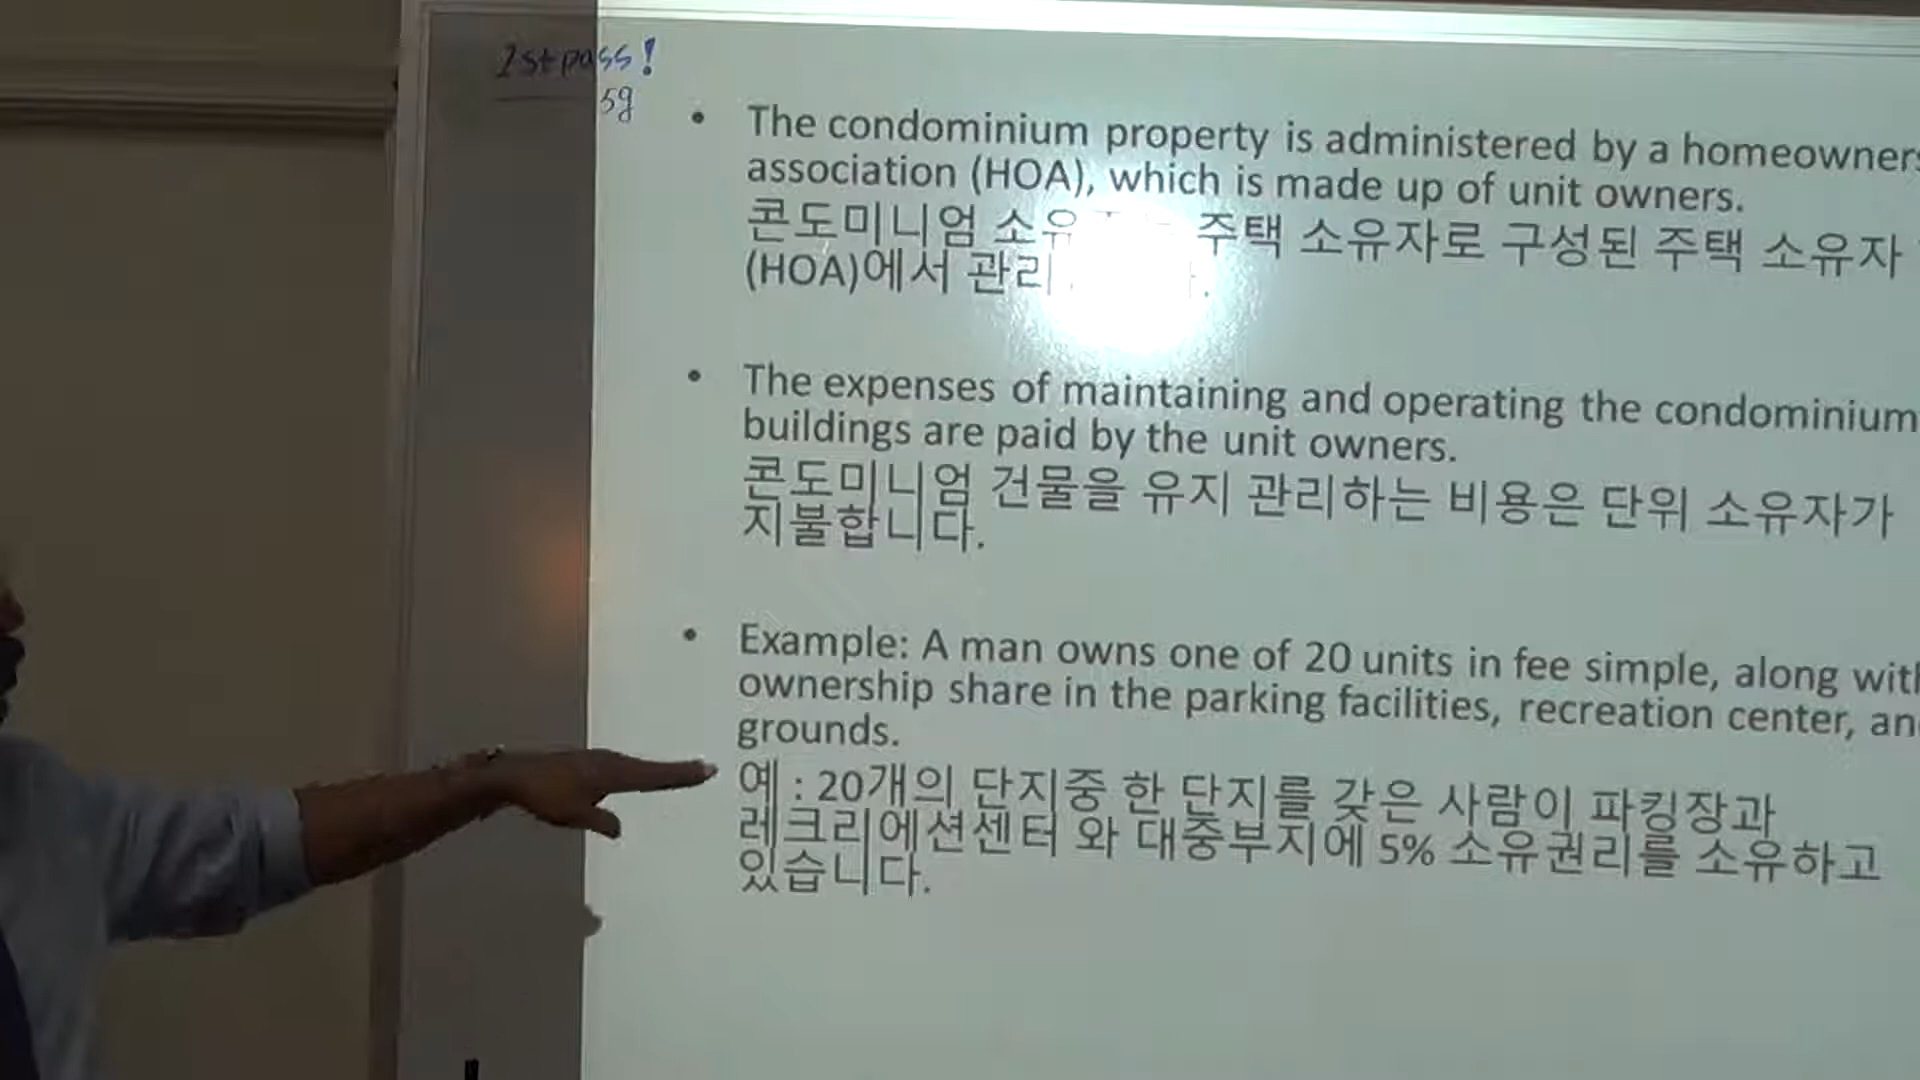 1st pass!
59
• The condominium property is administered by a homeowners
association (HOA), which is made up of unit owners.
콘도미니엄 주택 소유자로 구성된 주택 소유자
(HOA)에서 관리
• The expenses of maintaining and operating the condominium
buildings are paid by the unit owners.
콘도미니엄 건물을 유지 관리하는 비용은 단위 소유자가
지불합니다.
• Example: A man owns one of 20 units in fee simple, along with
ownership share in the parking facilities, recreation center, and
grounds.
예 : 20개의 단지중 한 단지를 갖은 사람이 파킹장과
레크리에션센터 와 대중부지에 5% 소유권리를 소유하고
있습니다.